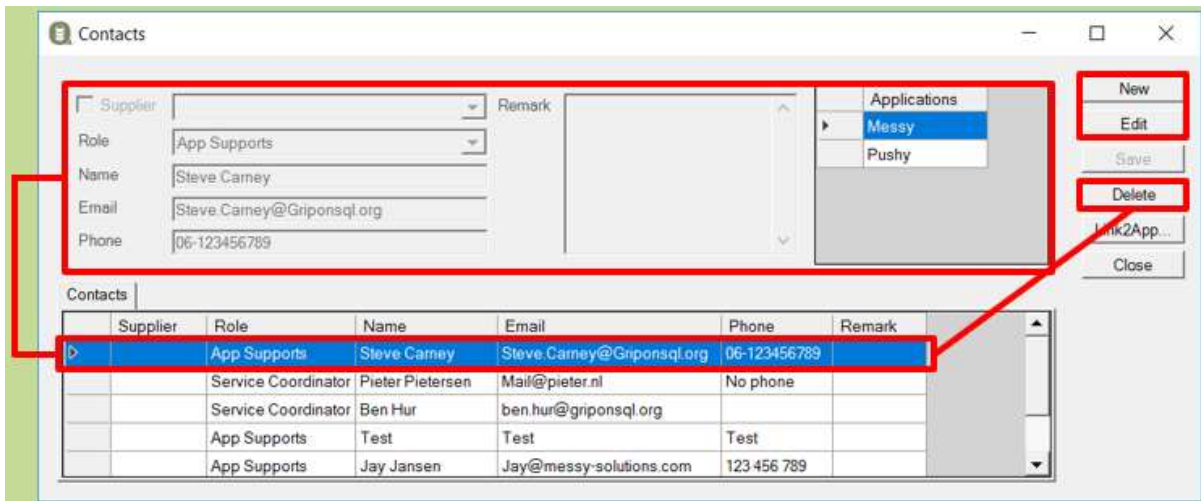 Contacts
Supplier
Remark
Applications
New
Role
App Supports
Messy
Edit
Name
Steve Carney
Pushy
Save
Email
Steve.Carney@Griponsql.org
Delete
Phone
06-123456789
Link2App...
Close
Contacts
Supplier Role Name Email Phone Remark
App Supports Steve Carney Steve.Carney@Griponsql.org 06-123456789
Service Coordinator Pieter Pietersen Mail@pieter.nl No phone
Service Coordinator Ben Hur ben.hur@griponsql.org
App Supports Test Test Test
App Supports Jay Jansen Jay@messy-solutions.com 123 456 789